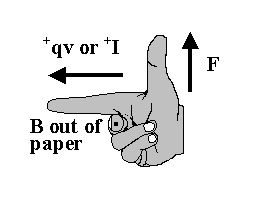 ⁺qv or ⁺I
F
B out of
paper